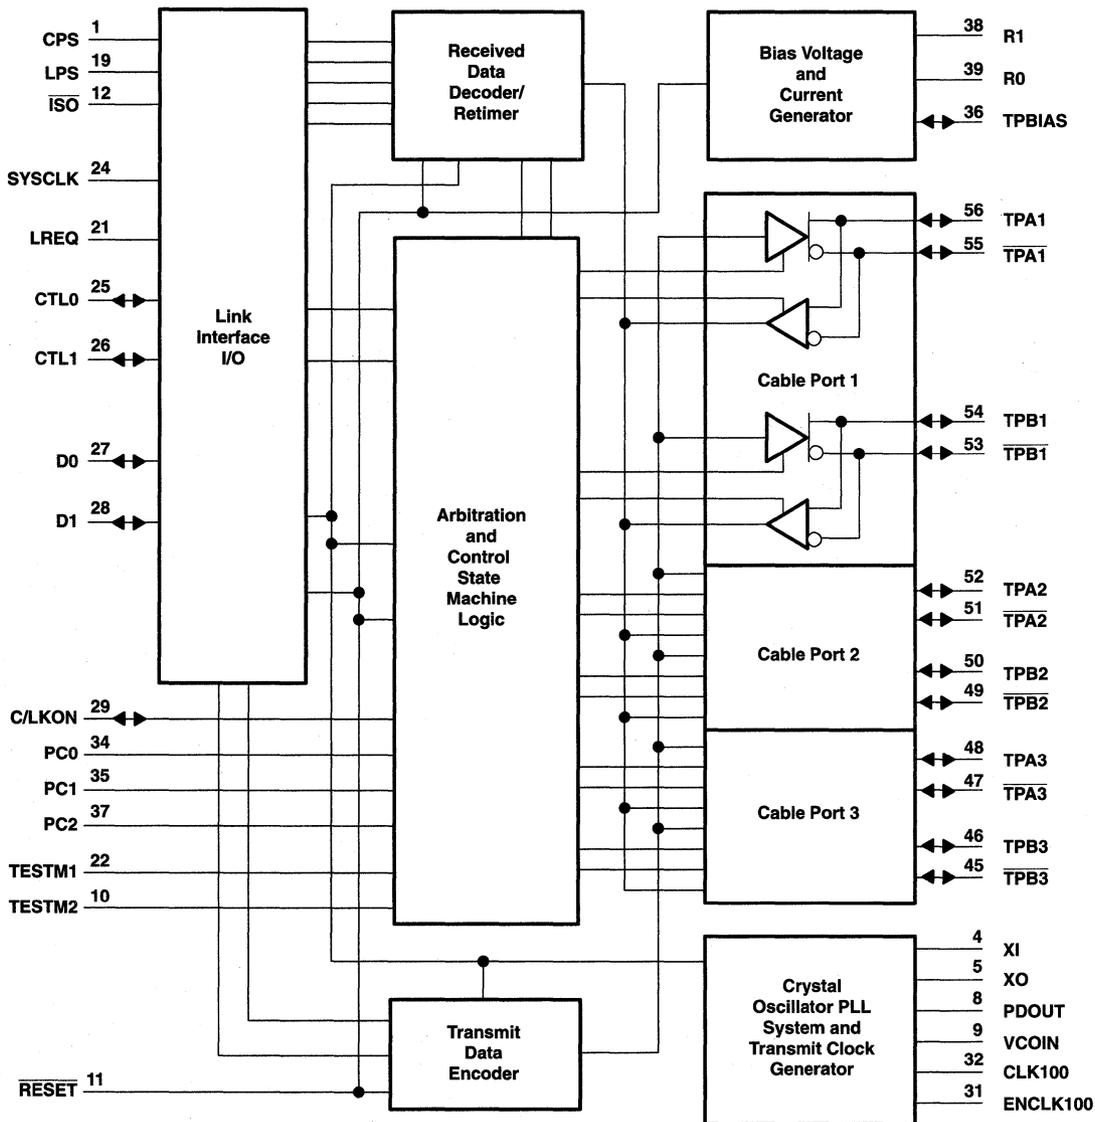 CPS 1
LPS 19
ISO 12
SYSCLK 24
LREQ 21
CTL0 25
CTL1 26
D0 27
D1 28
C/LKON 29
PC0 34
PC1 35
PC2 37
TESTM1 22
TESTM2 10
RESET 11
Link
Interface
I/O
Received
Data
Decoder/
Retimer
Arbitration
and
Control
State
Machine
Logic
Transmit
Data
Encoder
Bias Voltage
and
Current
Generator
38 R1
39 R0
36 TPBIAS
Cable Port 1
56 TPA1
55 TPA1
54 TPB1
53 TPB1
Cable Port 2
52 TPA2
51 TPA2
50 TPB2
49 TPB2
Cable Port 3
48 TPA3
47 TPA3
46 TPB3
45 TPB3
Crystal
Oscillator PLL
System and
Transmit Clock
Generator
4 XI
5 XO
8 PDOUT
9 VCOIN
32 CLK100
31 ENCLK100